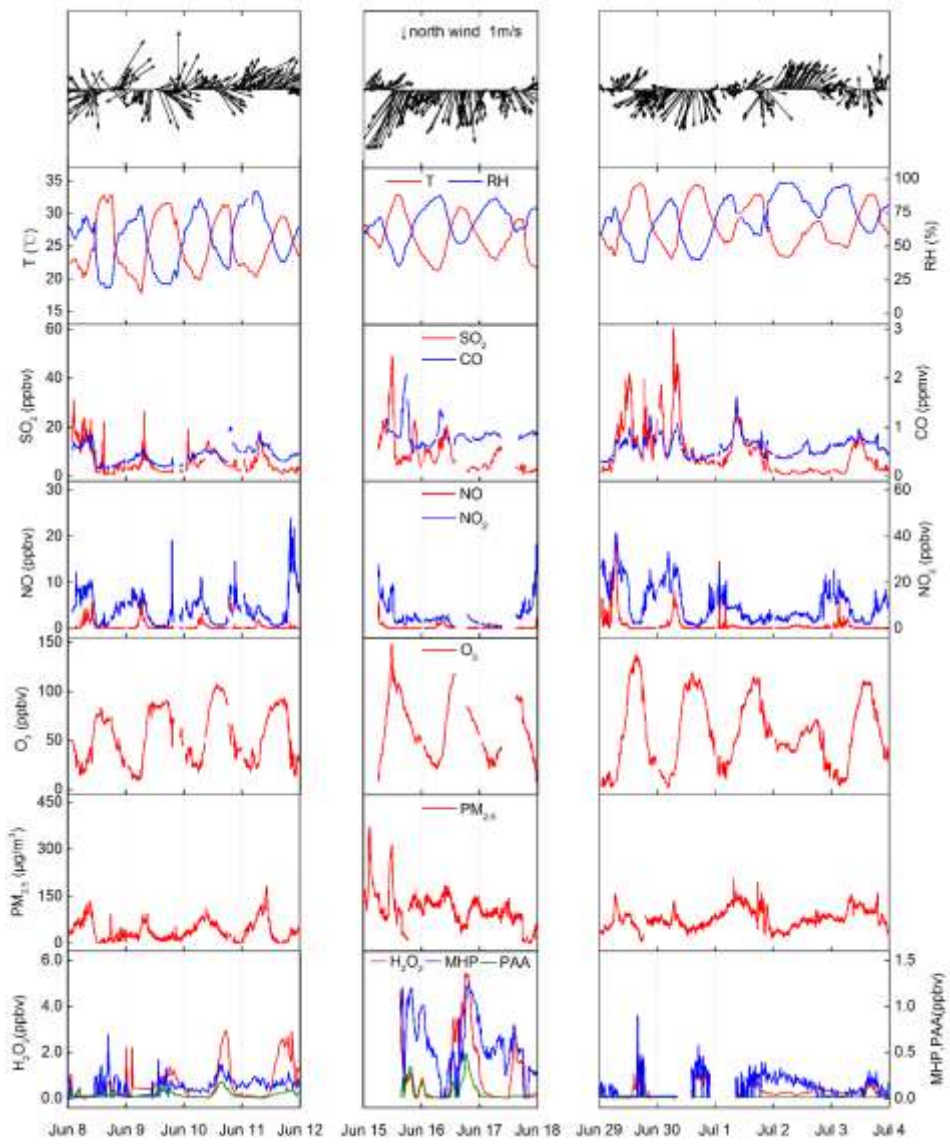 ↓north wind 1m/s
35
30
25
20
15
T (℃)
T RH
100
75
50
25
0
RH (%)
60
40
20
0
SO₂ (ppbv)
SO₂
CO
3
2
1
0
CO (ppmv)
30
20
10
0
NO (ppbv)
NO
NO₂
60
40
20
0
NO₂ (ppbv)
150
100
50
0
O₃ (ppbv)
O₃
450
300
150
0
PM₂.₅ (μg/m³)
PM₂.₅
6.0
4.0
2.0
0.0
H₂O₂(ppbv)
H₂O₂ MHP PAA
1.5
1.0
0.5
0.0
MHP,PAA(ppbv)
Jun 8 Jun 9 Jun 10 Jun 11 Jun 12 Jun 15 Jun 16 Jun 17 Jun 18 Jun 29 Jun 30 Jul 1 Jul 2 Jul 3 Jul 4